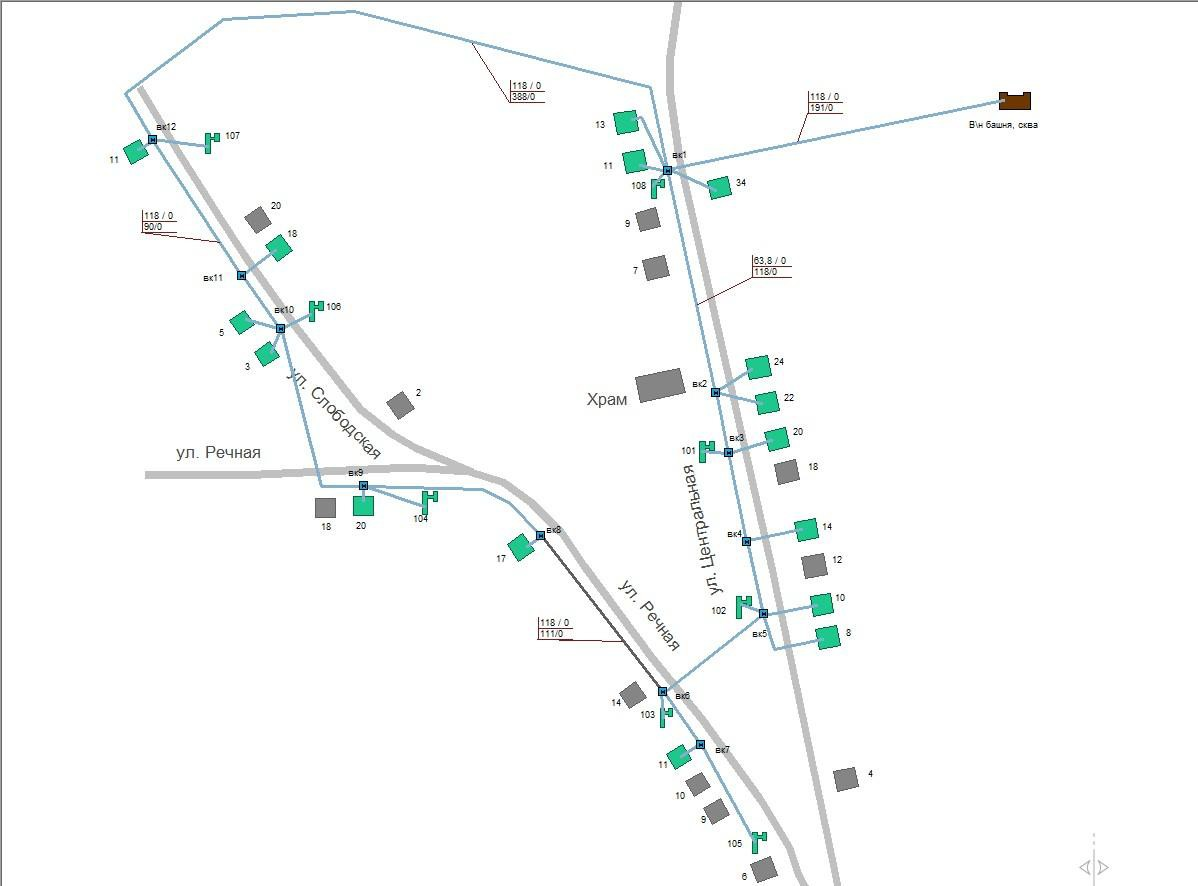 118 / 0
388/0
118 / 0
191/0
В\н башня, сква
13
вк1
11
108
34
9
7
вк12
107
11
20
118 / 0
90/0
18
вк11
63,8 / 0
118/0
вк10
106
5
3
ул. Слободская
2
Храм
вк2
24
22
вк3
20
101
18
ул. Центральная
ул. Речная
вк9
18
20
104
вк8
17
вк4
14
12
ул. Речная
10
102
вк5
8
118 / 0
111/0
14
вк6
103
вк7
11
10
9
4
105
6